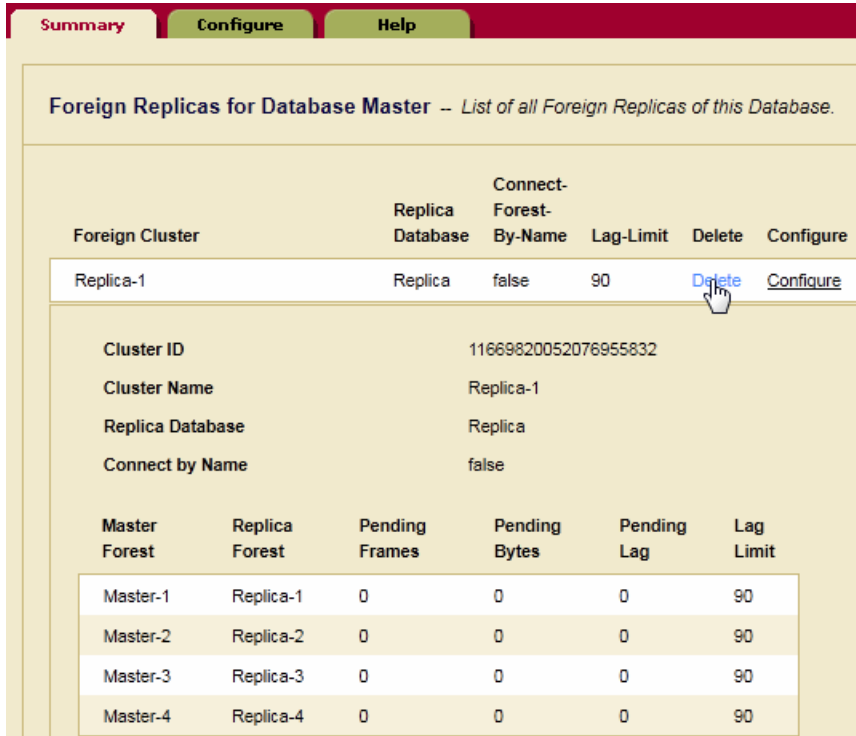 Summary Configure Help
Foreign Replicas for Database Master -- List of all Foreign Replicas of this Database.
Foreign Cluster Replica Database Connect-Forest-By-Name Lag-Limit Delete Configure
Replica-1 Replica false 90 Delete Configure
Cluster ID 11669820052076955832
Cluster Name Replica-1
Replica Database Replica
Connect by Name false
Master Forest Replica Forest Pending Frames Pending Bytes Pending Lag Lag Limit
Master-1 Replica-1 0 0 0 90
Master-2 Replica-2 0 0 0 90
Master-3 Replica-3 0 0 0 90
Master-4 Replica-4 0 0 0 90